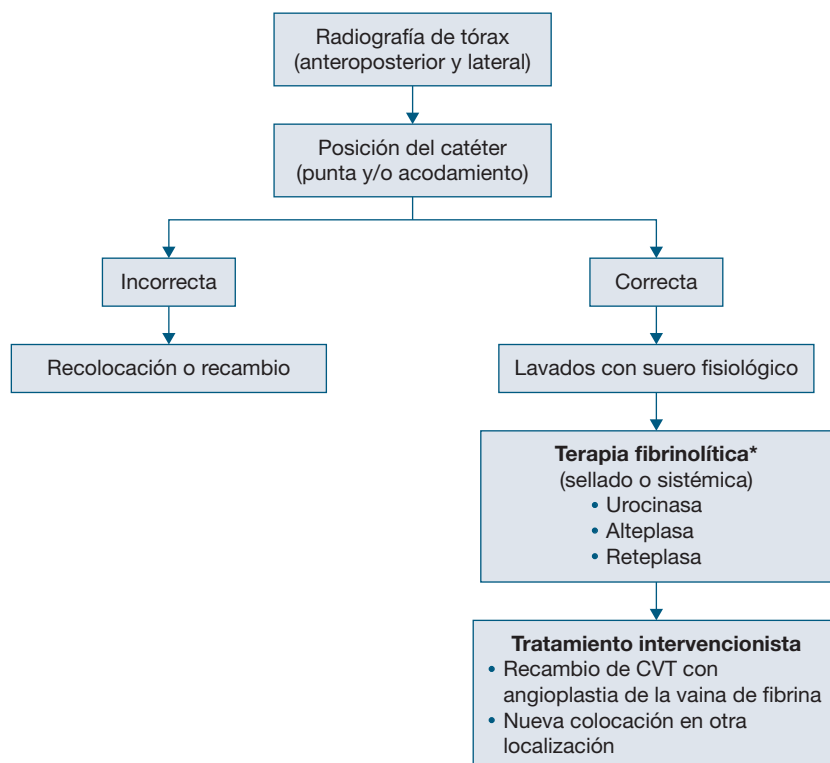 Radiografía de tórax
(anteroposterior y lateral)
Posición del catéter
(punta y/o acodamiento)
Incorrecta
Correcta
Recolocación o recambio
Lavados con suero fisiológico
Terapia fibrinolítica*
(sellado o sistémica)
• Urocinasa
• Alteplasa
• Reteplasa
Tratamiento intervencionista
• Recambio de CVT con
angioplastia de la vaina de fibrina
• Nueva colocación en otra
localización